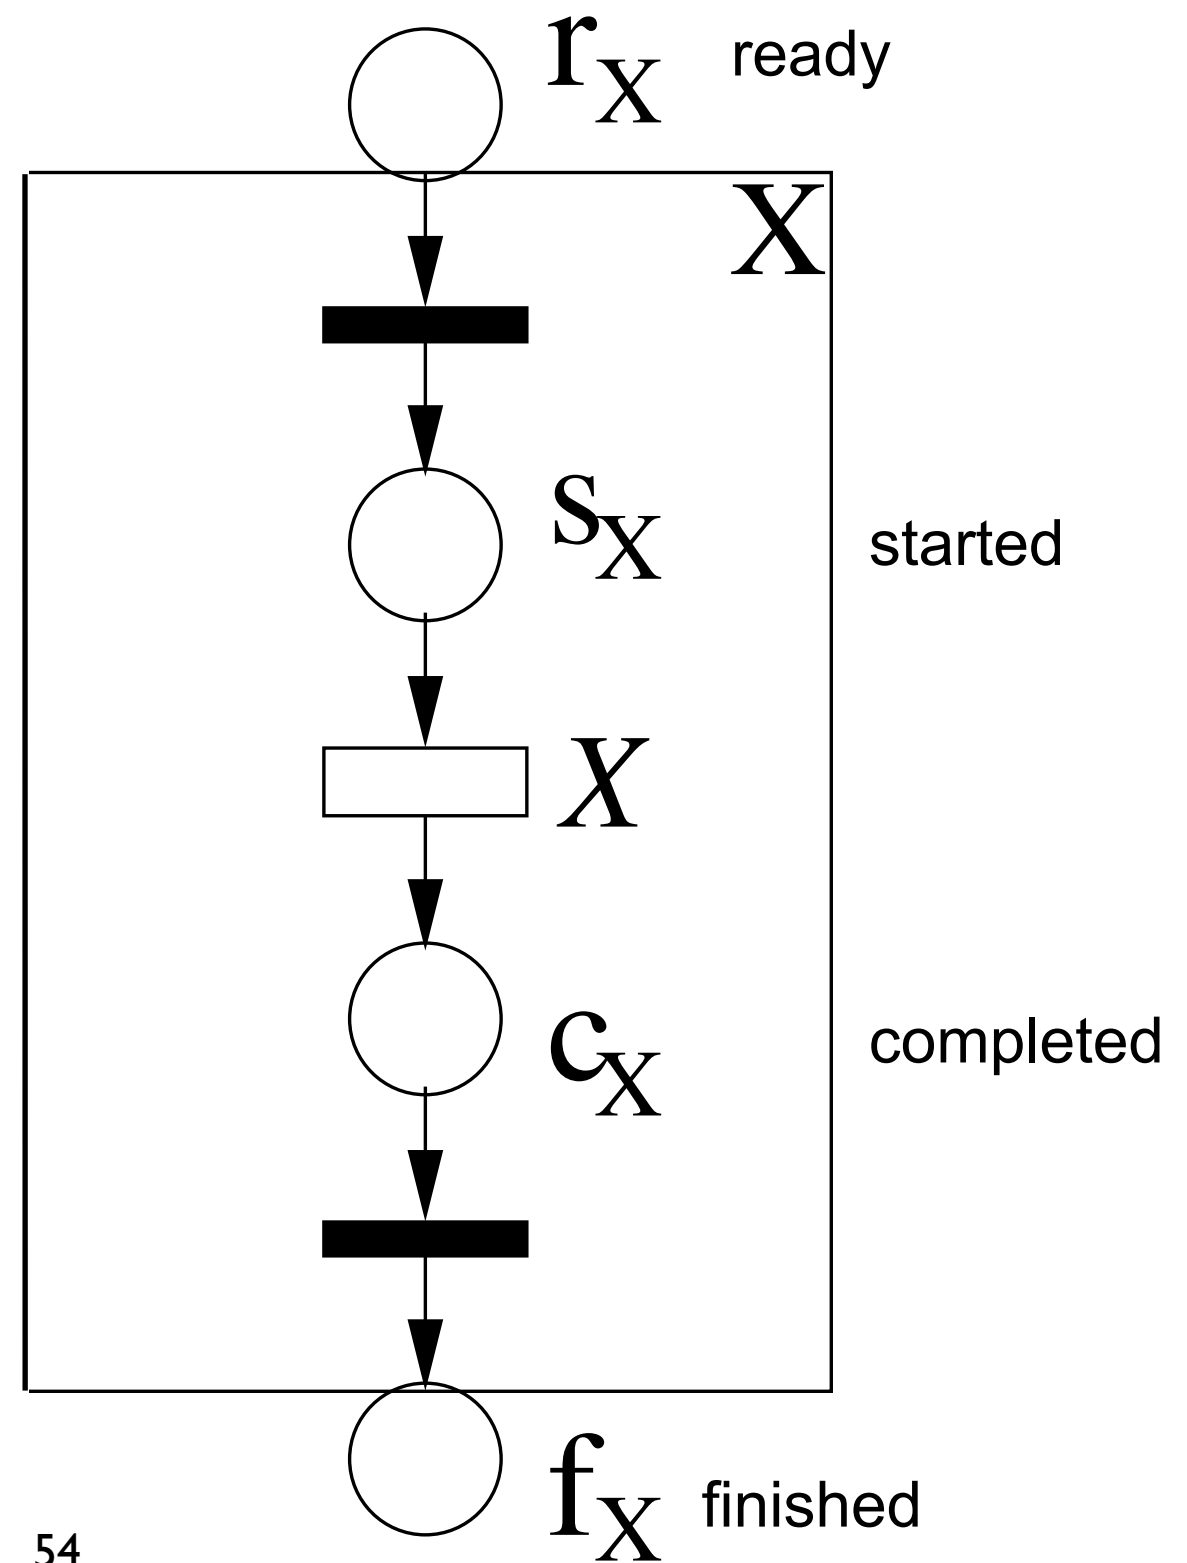 r_X ready
X
s_X started
X
c_X completed
f_X finished
54